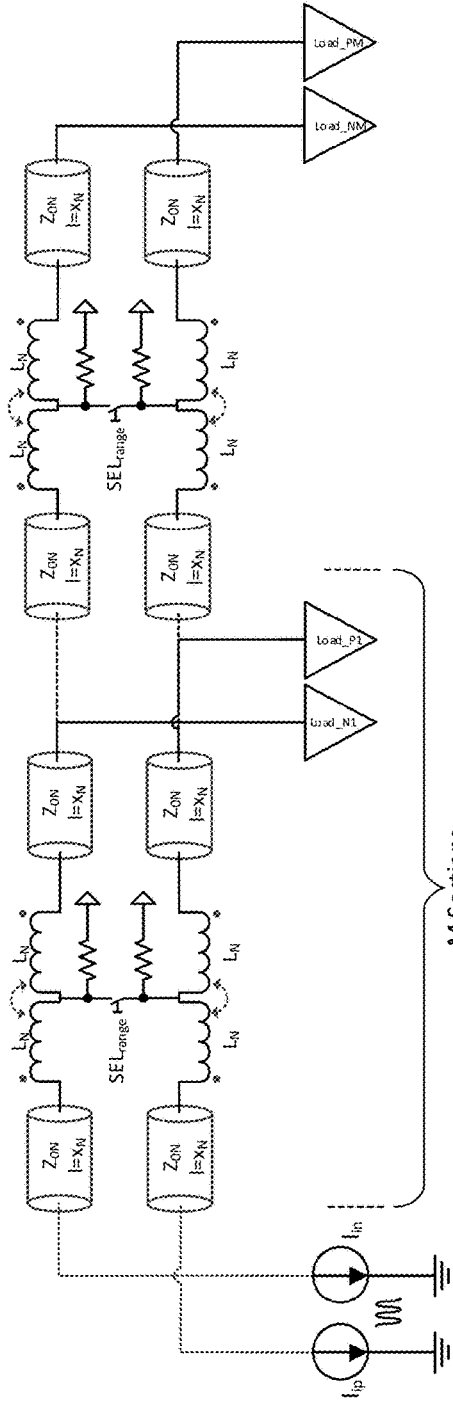 Z0N
l=xN
LN
LN
Z0N
l=xN
Z0N
l=xN
LN
LN
Z0N
l=xN
SELrange
SELrange
Z0N
l=xN
LN
LN
Z0N
l=xN
Z0N
l=xN
LN
LN
Z0N
l=xN
Iip
Iin
Load_N1
Load_P1
Load_NM
Load_PM
M Sections